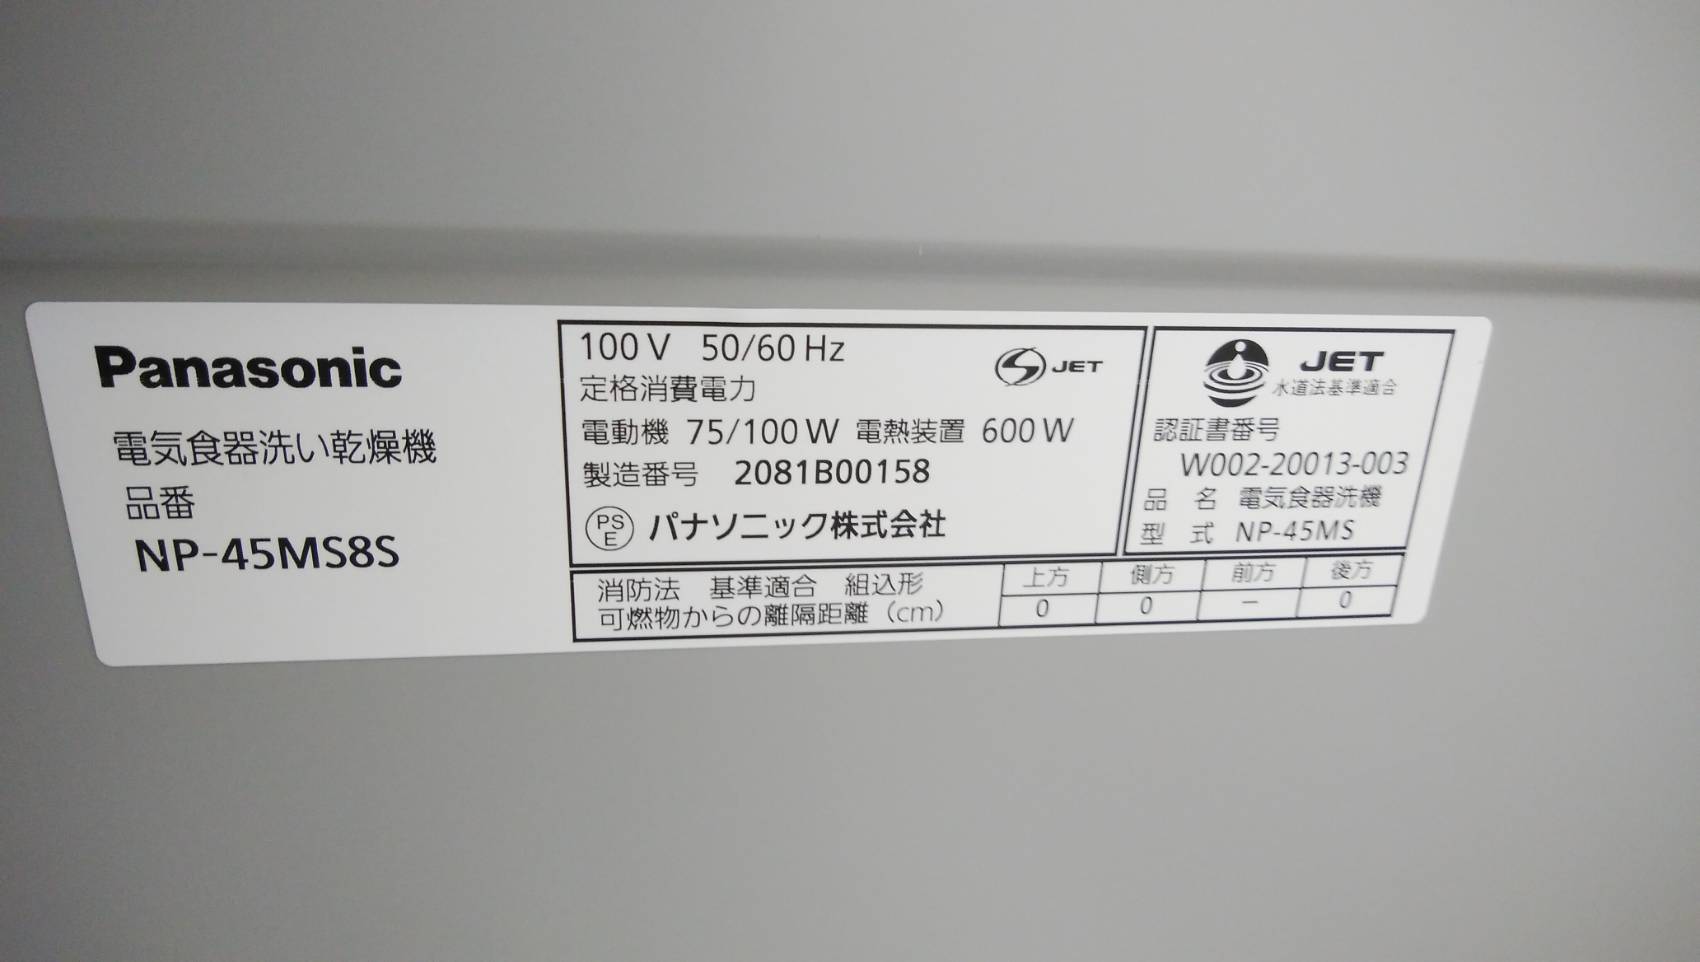 Panasonic
電気食器洗い乾燥機
品番
NP-45MS8S
100V 50/60Hz
定格消費電力
電動機 75/100W 電熱装置 600W
製造番号 2081B00158
PS
E
パナソニック株式会社
S JET
JET
水道法基準適合
認証書番号
W002-20013-003
品 名 電気食器洗機
型 式 NP-45MS
消防法 基準適合 組込形
可燃物からの離隔距離(cm)
上方 側方 前方 後方
0 0 － 0